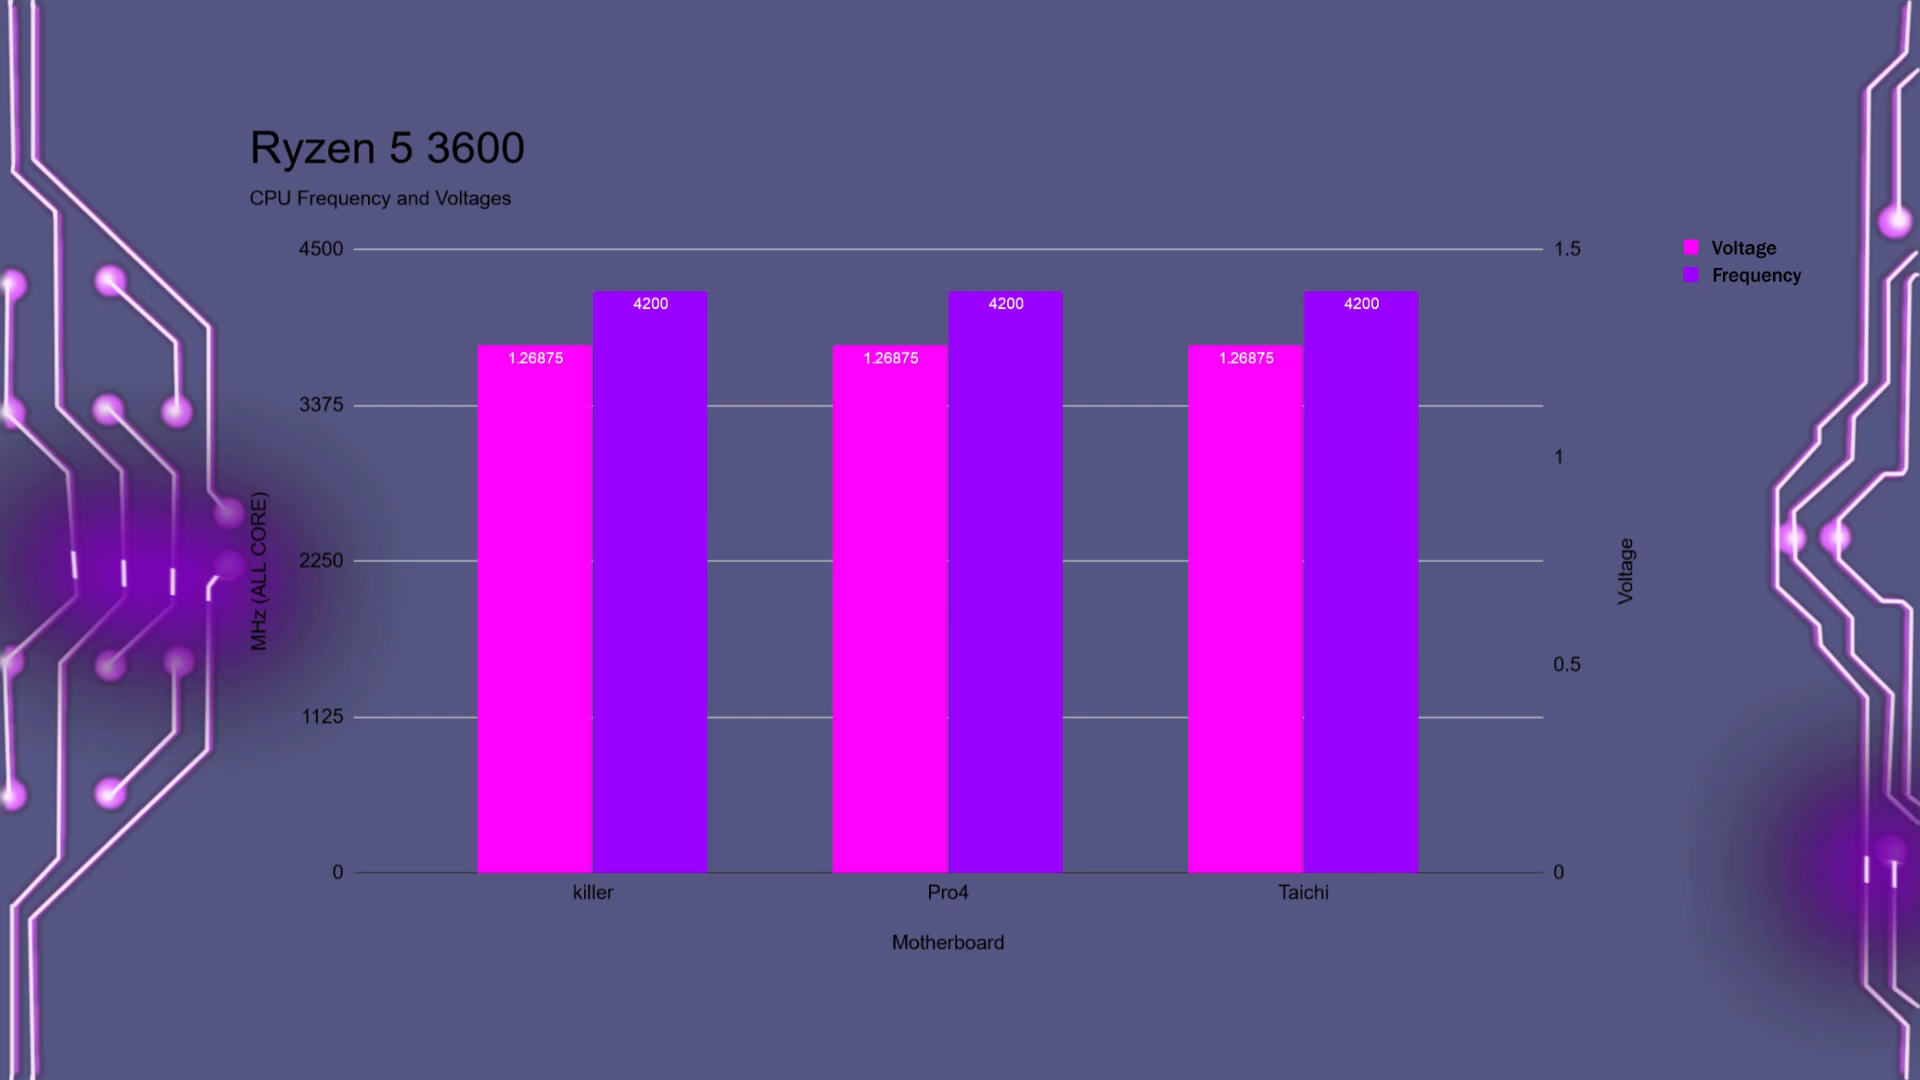 Ryzen 5 3600
CPU Frequency and Voltages
Voltage
Frequency
4500
3375
2250
1125
0
MHz (ALL CORE)
1.5
1
0.5
0
Voltage
1.26875
4200
1.26875
4200
1.26875
4200
killer
Pro4
Taichi
Motherboard